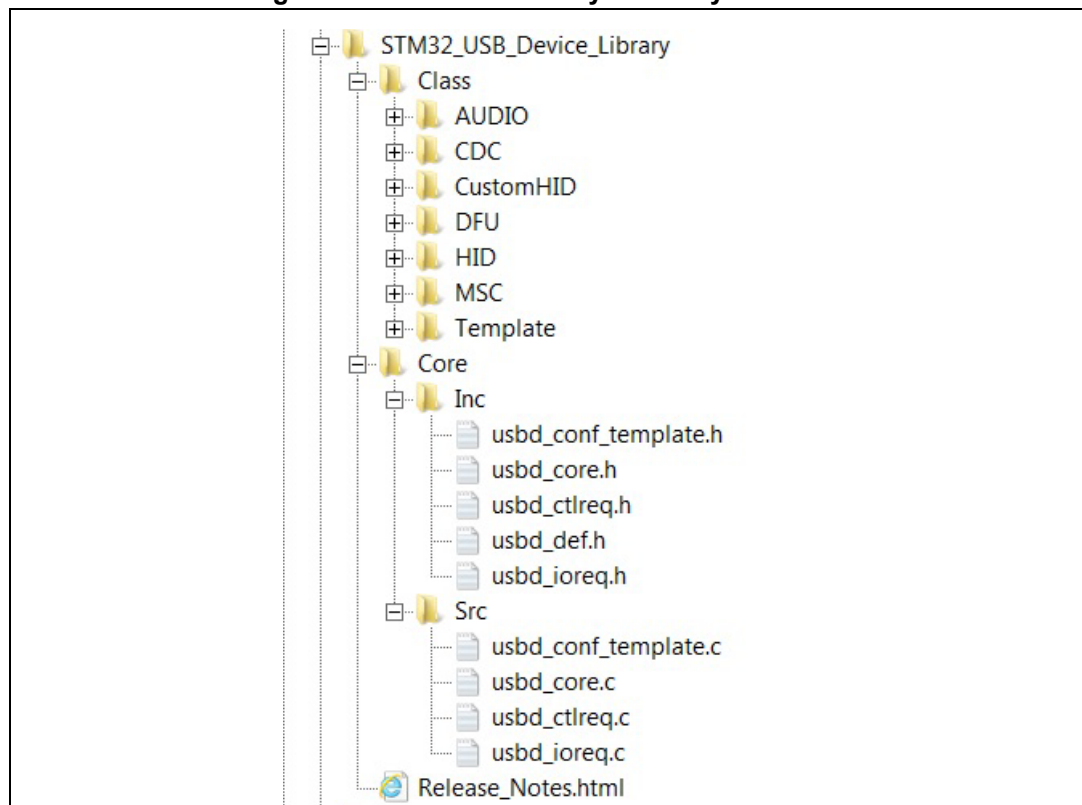 STM32_USB_Device_Library
Class
AUDIO
CDC
CustomHID
DFU
HID
MSC
Template
Core
Inc
usbd_conf_template.h
usbd_core.h
usbd_ctlreq.h
usbd_def.h
usbd_ioreq.h
Src
usbd_conf_template.c
usbd_core.c
usbd_ctlreq.c
usbd_ioreq.c
Release_Notes.html